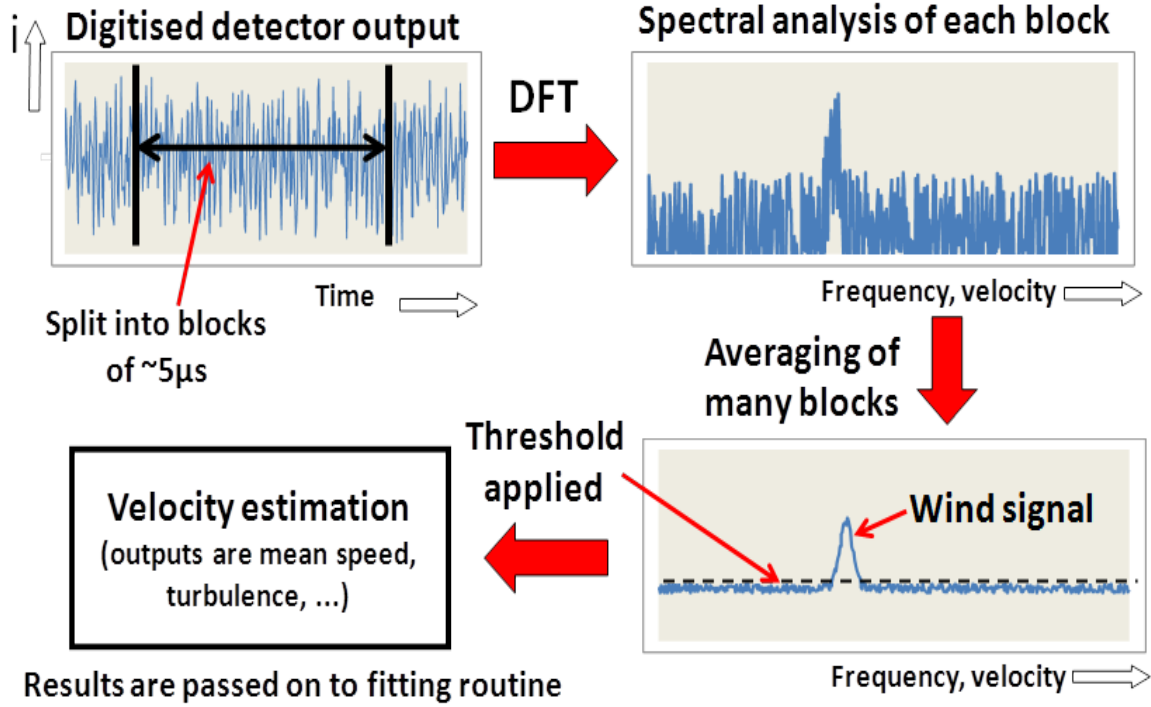 i
Digitised detector output
Spectral analysis of each block
DFT
Time
Frequency, velocity
Split into blocks
of ~5µs
Averaging of
many blocks
Threshold
applied
Wind signal
Velocity estimation
(outputs are mean speed,
turbulence, ...)
Frequency, velocity
Results are passed on to fitting routine